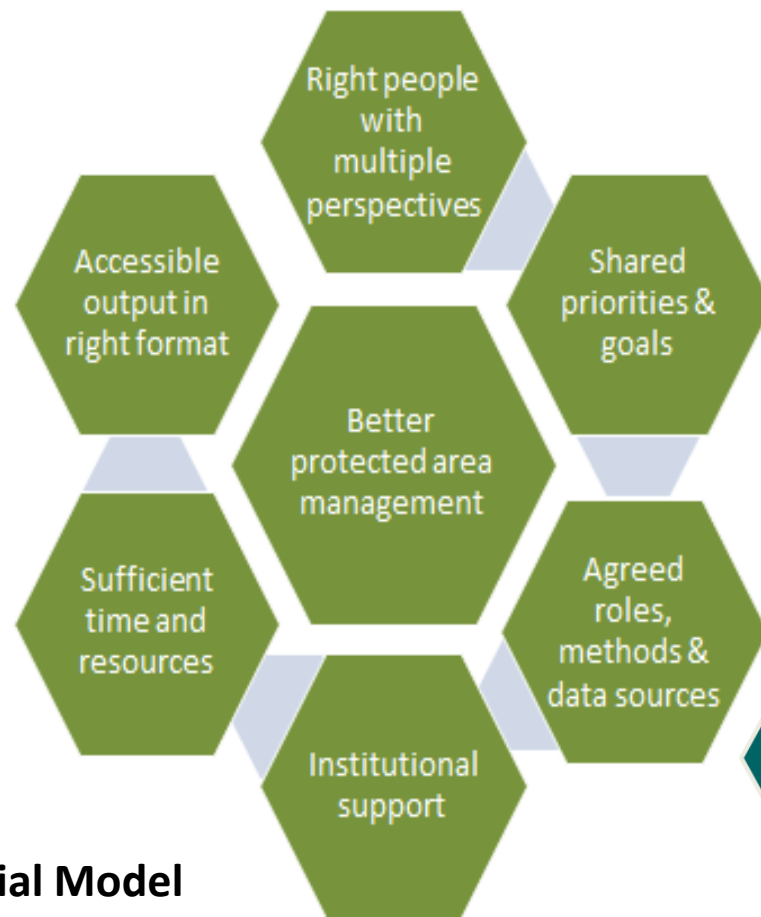 Right people
with
multiple
perspectives
Shared
priorities &
goals
Agreed
roles,
methods &
data sources
Institutional
support
Sufficient
time and
resources
Accessible
output in
right format
Better
protected area
management
ial Model